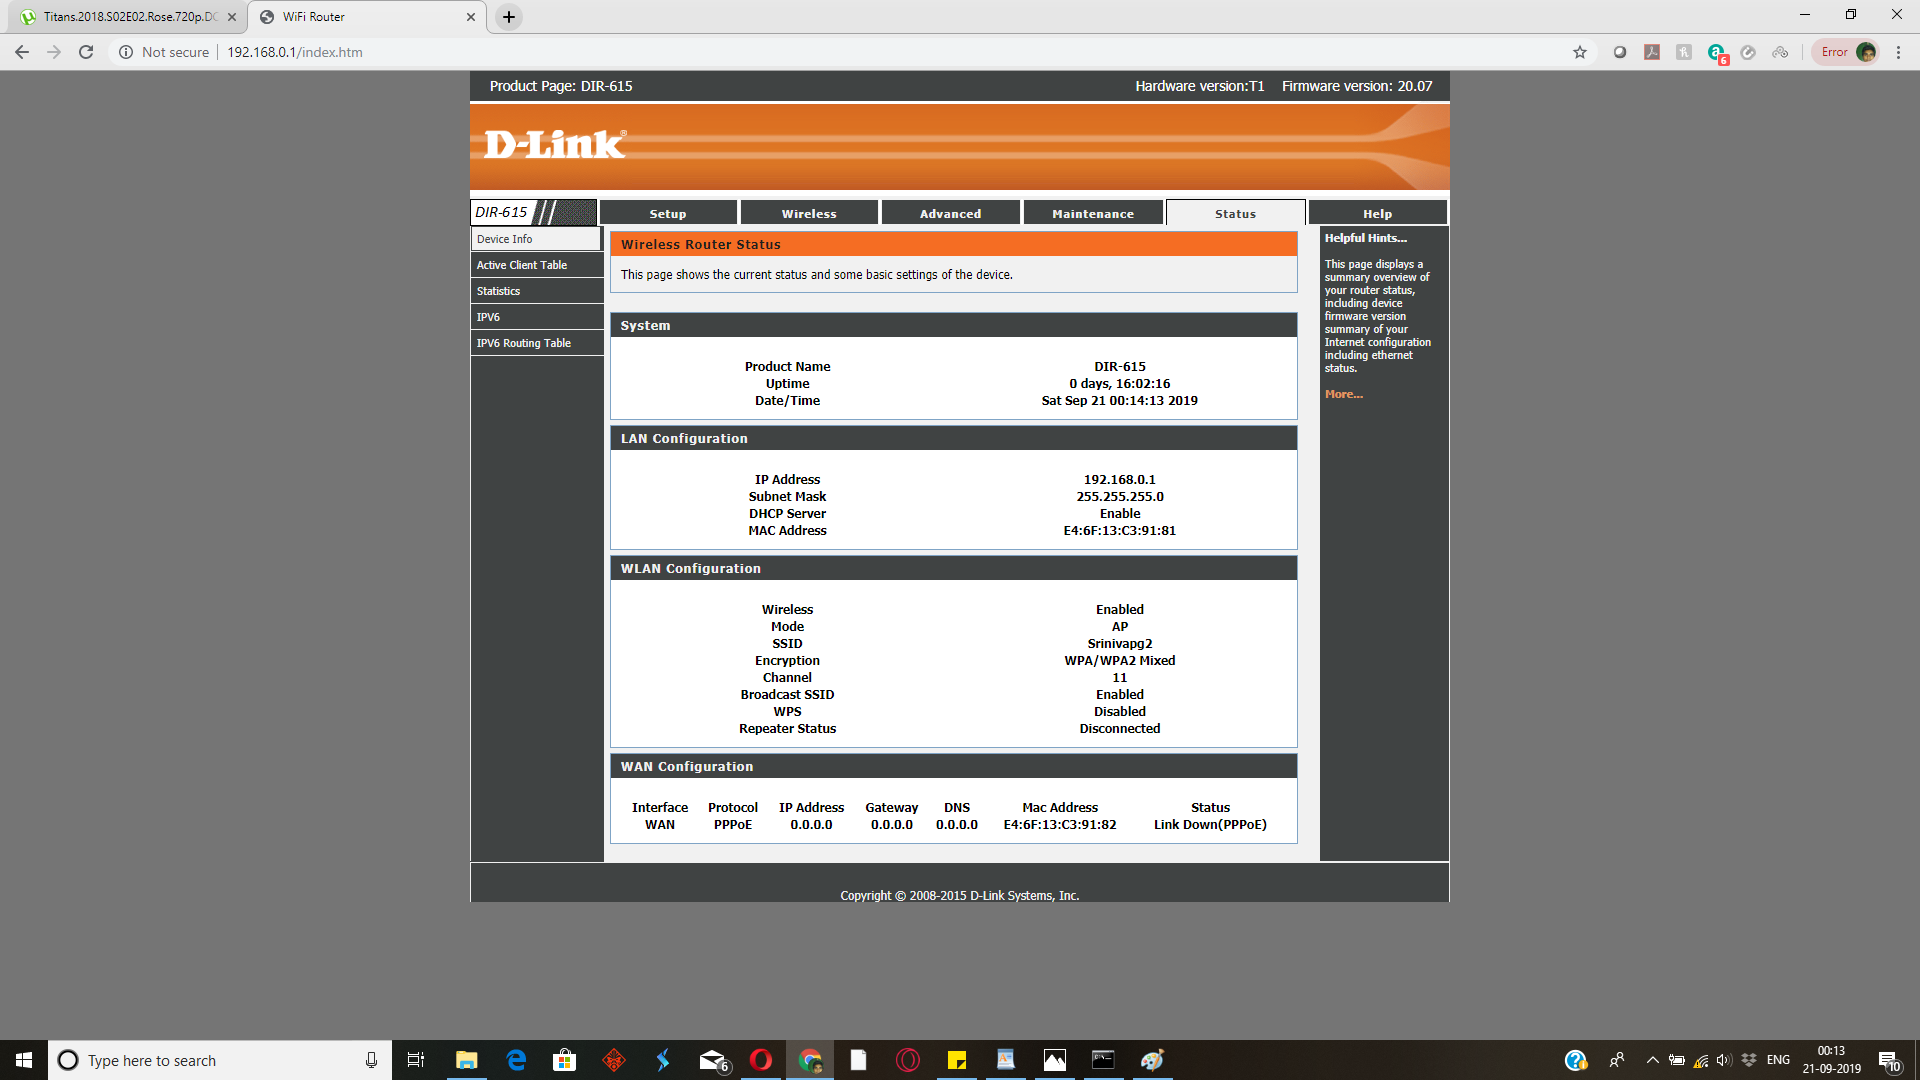 Titans.2018.S02E02.Rose.720p.DC
WiFi Router
Not secure
192.168.0.1/index.htm
6
Error
Product Page: DIR-615
Hardware version:T1
Firmware version: 20.07
D-Link®
DIR-615
Setup
Wireless
Advanced
Maintenance
Status
Help
Device Info
Active Client Table
Statistics
IPV6
IPV6 Routing Table
Wireless Router Status
This page shows the current status and some basic settings of the device.
System
Product Name DIR-615
Uptime 0 days, 16:02:16
Date/Time Sat Sep 21 00:14:13 2019
LAN Configuration
IP Address 192.168.0.1
Subnet Mask 255.255.255.0
DHCP Server Enable
MAC Address E4:6F:13:C3:91:81
WLAN Configuration
Wireless Enabled
Mode AP
SSID Srinivapg2
Encryption WPA/WPA2 Mixed
Channel 11
Broadcast SSID Enabled
WPS Disabled
Repeater Status Disconnected
WAN Configuration
Interface Protocol IP Address Gateway DNS Mac Address Status
WAN PPPoE 0.0.0.0 0.0.0.0 0.0.0.0 E4:6F:13:C3:91:82 Link Down(PPPoE)
Helpful Hints...
This page displays a
summary overview of
your router status,
including device
firmware version
summary of your
Internet configuration
including ethernet
status.
More...
Copyright © 2008-2015 D-Link Systems, Inc.
Type here to search
6
ENG
00:13
21-09-2019
10